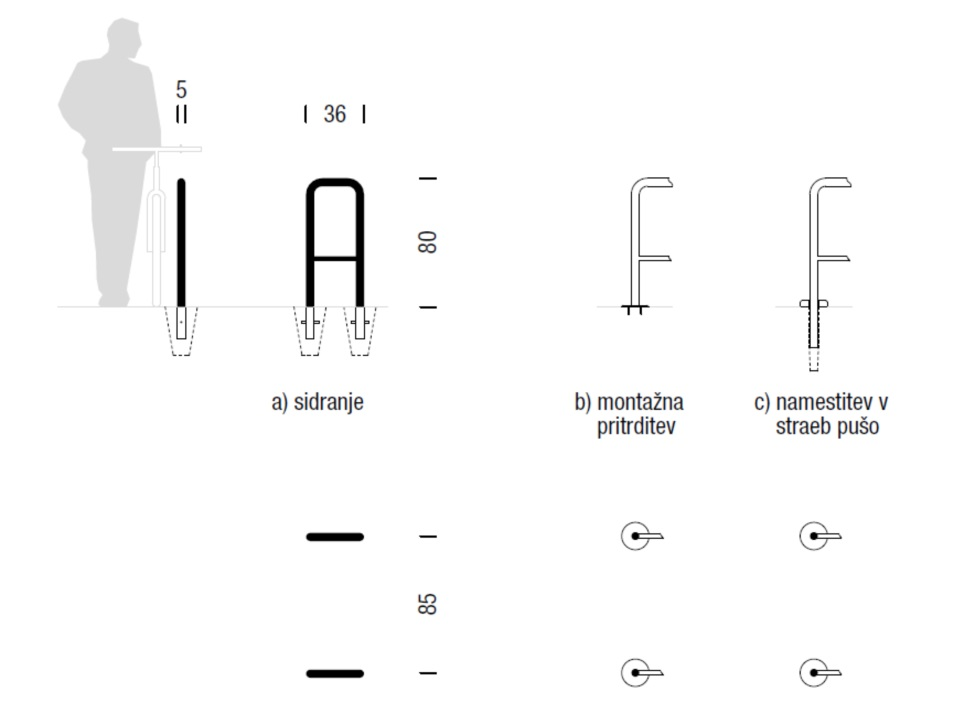 5
36
80
a) sidranje
b) montažna
pritrditev
c) namestitev v
straeb pušo
85